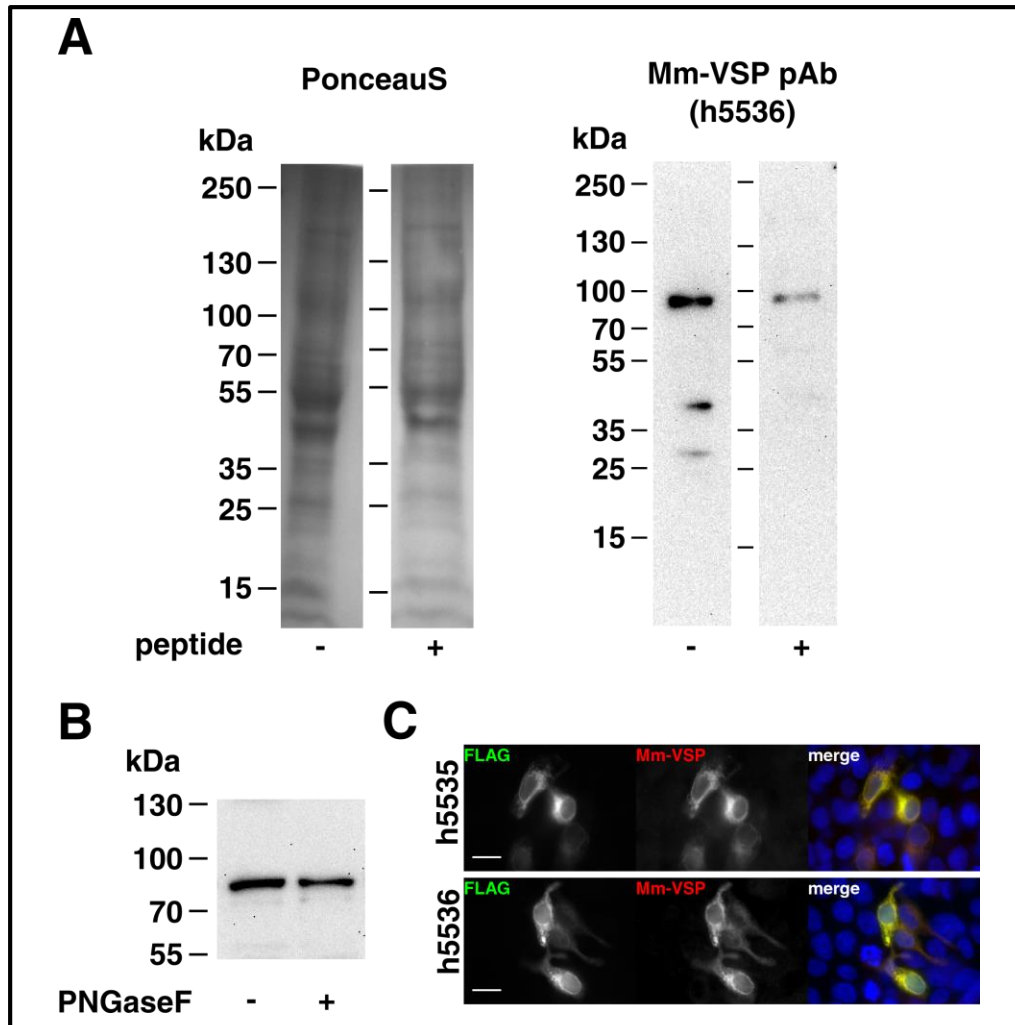 A
PonceauS
Mm-VSP pAb
(h5536)
kDa
250
130
100
70
55
35
25
15
peptide - +
kDa
250
130
100
70
55
35
25
15
- +
B
kDa
130
100
70
55
PNGaseF - +
C
h5535
FLAG Mm-VSP merge
h5536
FLAG Mm-VSP merge